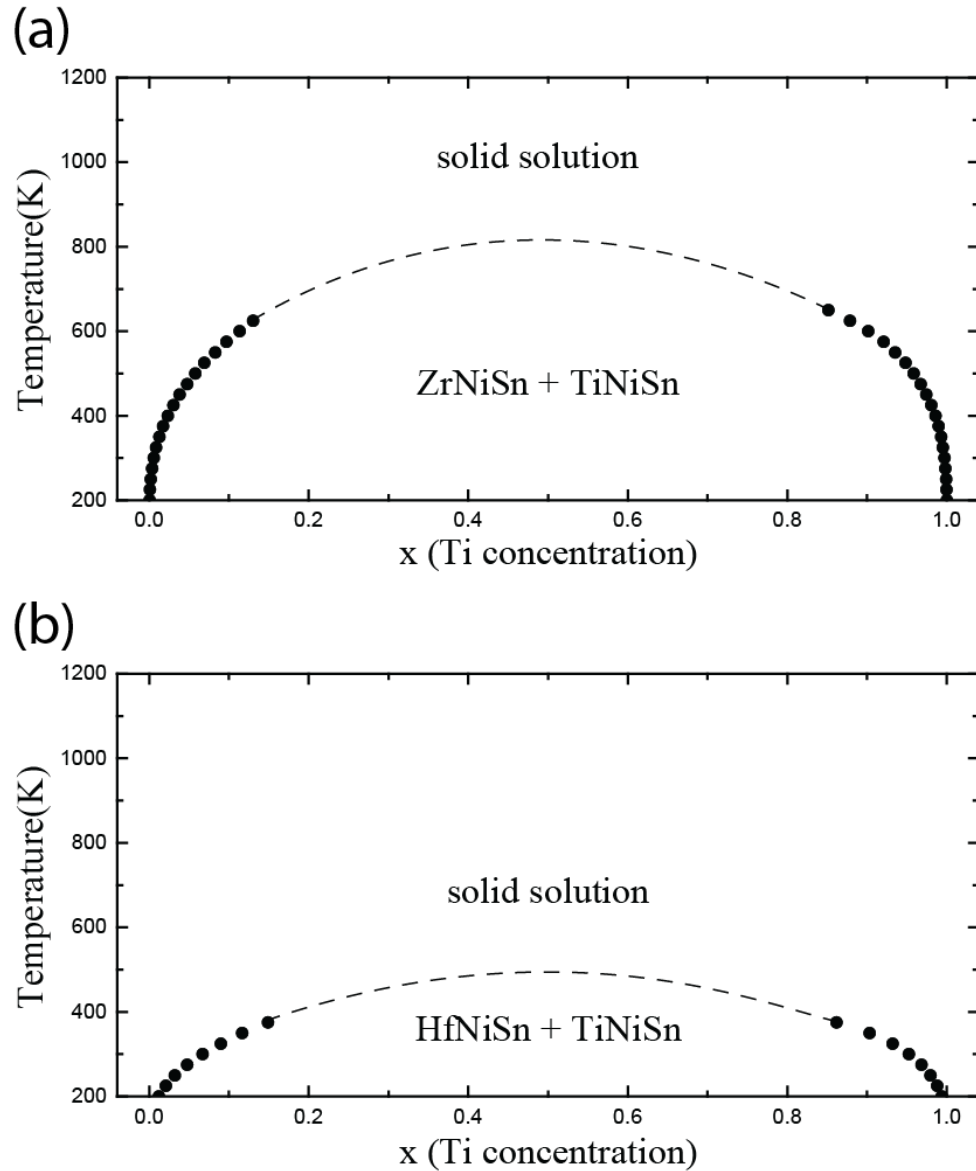 (a)
1200
1000
800
600
400
200
Temperature(K)
solid solution
ZrNiSn + TiNiSn
0.0 0.2 0.4 0.6 0.8 1.0
x (Ti concentration)
(b)
1200
1000
800
600
400
200
Temperature(K)
solid solution
HfNiSn + TiNiSn
0.0 0.2 0.4 0.6 0.8 1.0
x (Ti concentration)